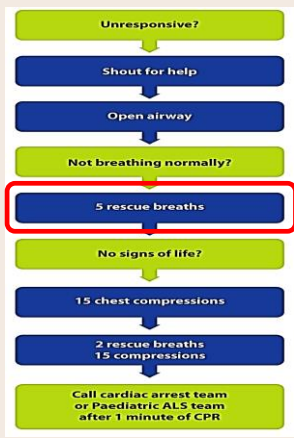 Unresponsive?
Shout for help
Open airway
Not breathing normally?
5 rescue breaths
No signs of life?
15 chest compressions
2 rescue breaths
15 compressions
Call cardiac arrest team
or Paediatric ALS team
after 1 minute of CPR